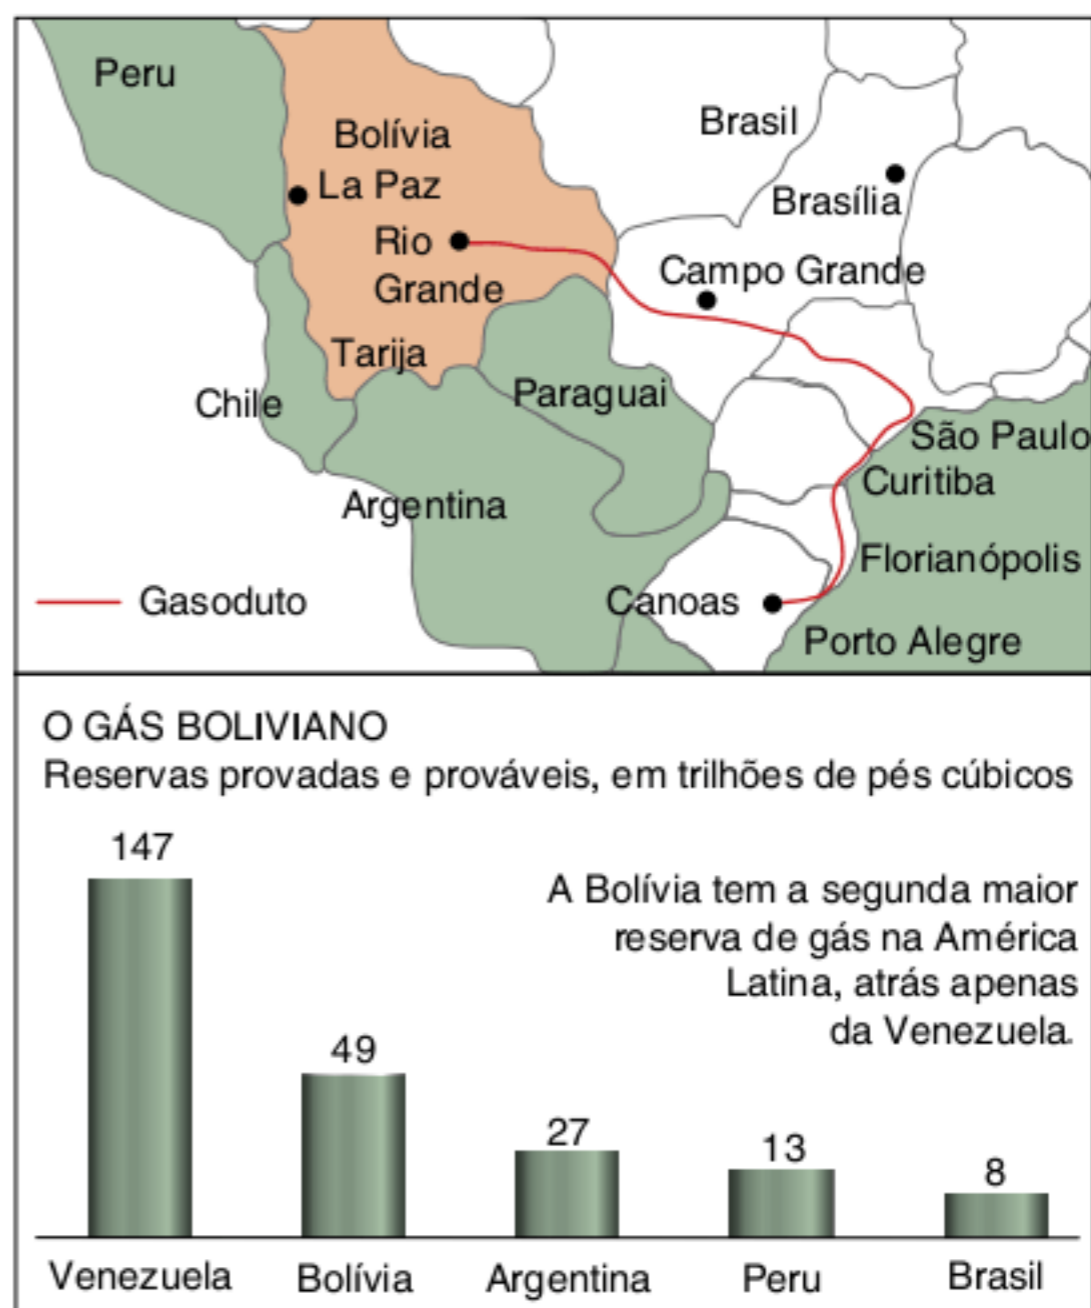 Peru
Bolívia
Brasil
La Paz
Brasília
Rio
Grande
Campo Grande
Tarija
Chile
Paraguai
São Paulo
Curitiba
Argentina
Florianópolis
Gasoduto
Canoas
Porto Alegre
O GÁS BOLIVIANO
Reservas provadas e prováveis, em trilhões de pés cúbicos
147
A Bolívia tem a segunda maior
reserva de gás na América
Latina, atrás apenas
da Venezuela.
49
27
13
8
Venezuela
Bolívia
Argentina
Peru
Brasil